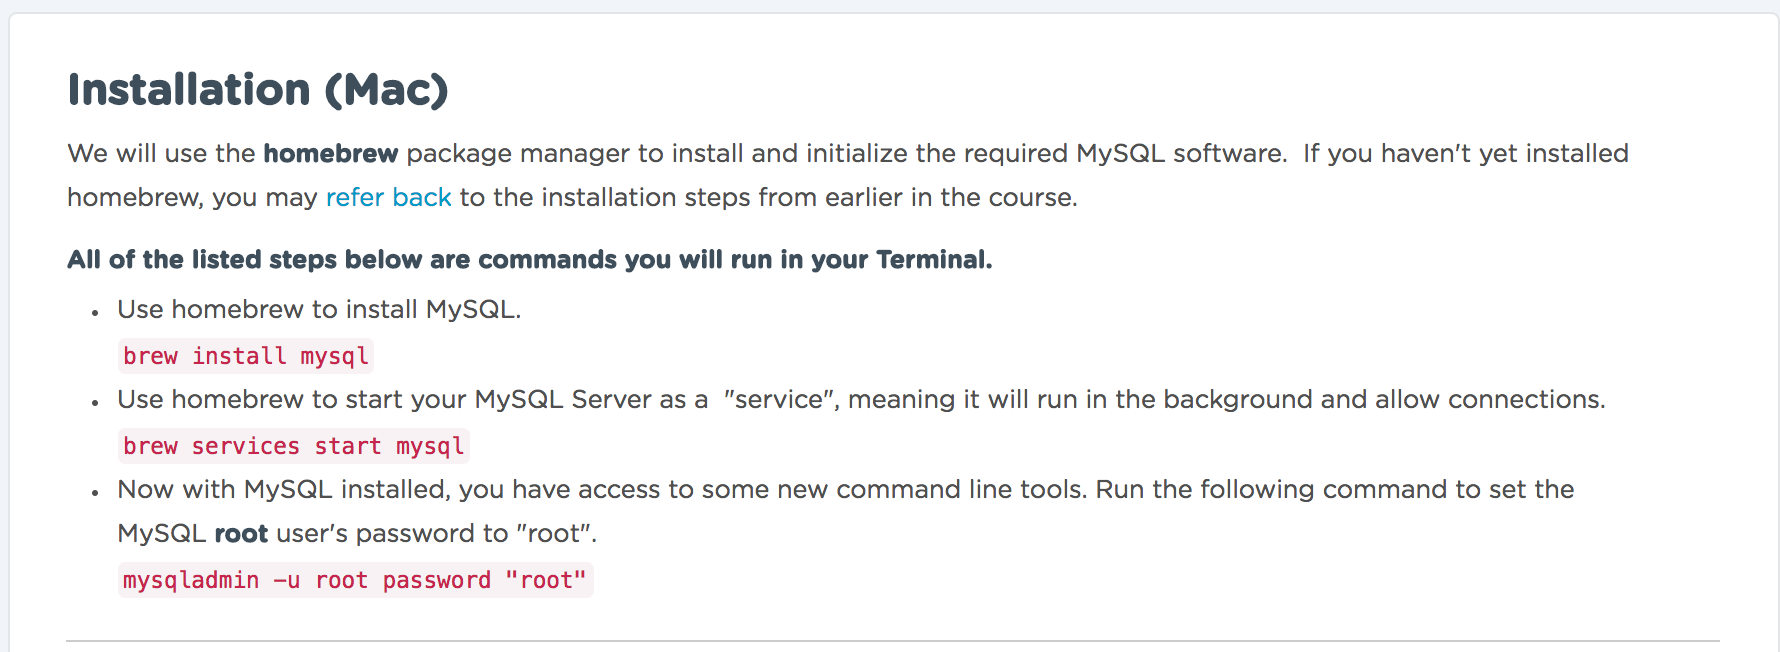 Installation (Mac)
We will use the homebrew package manager to install and initialize the required MySQL software.  If you haven't yet installed
homebrew, you may refer back to the installation steps from earlier in the course.
All of the listed steps below are commands you will run in your Terminal.
• Use homebrew to install MySQL.
brew install mysql
• Use homebrew to start your MySQL Server as a  "service", meaning it will run in the background and allow connections.
brew services start mysql
• Now with MySQL installed, you have access to some new command line tools. Run the following command to set the
MySQL root user's password to "root".
mysqladmin -u root password "root"